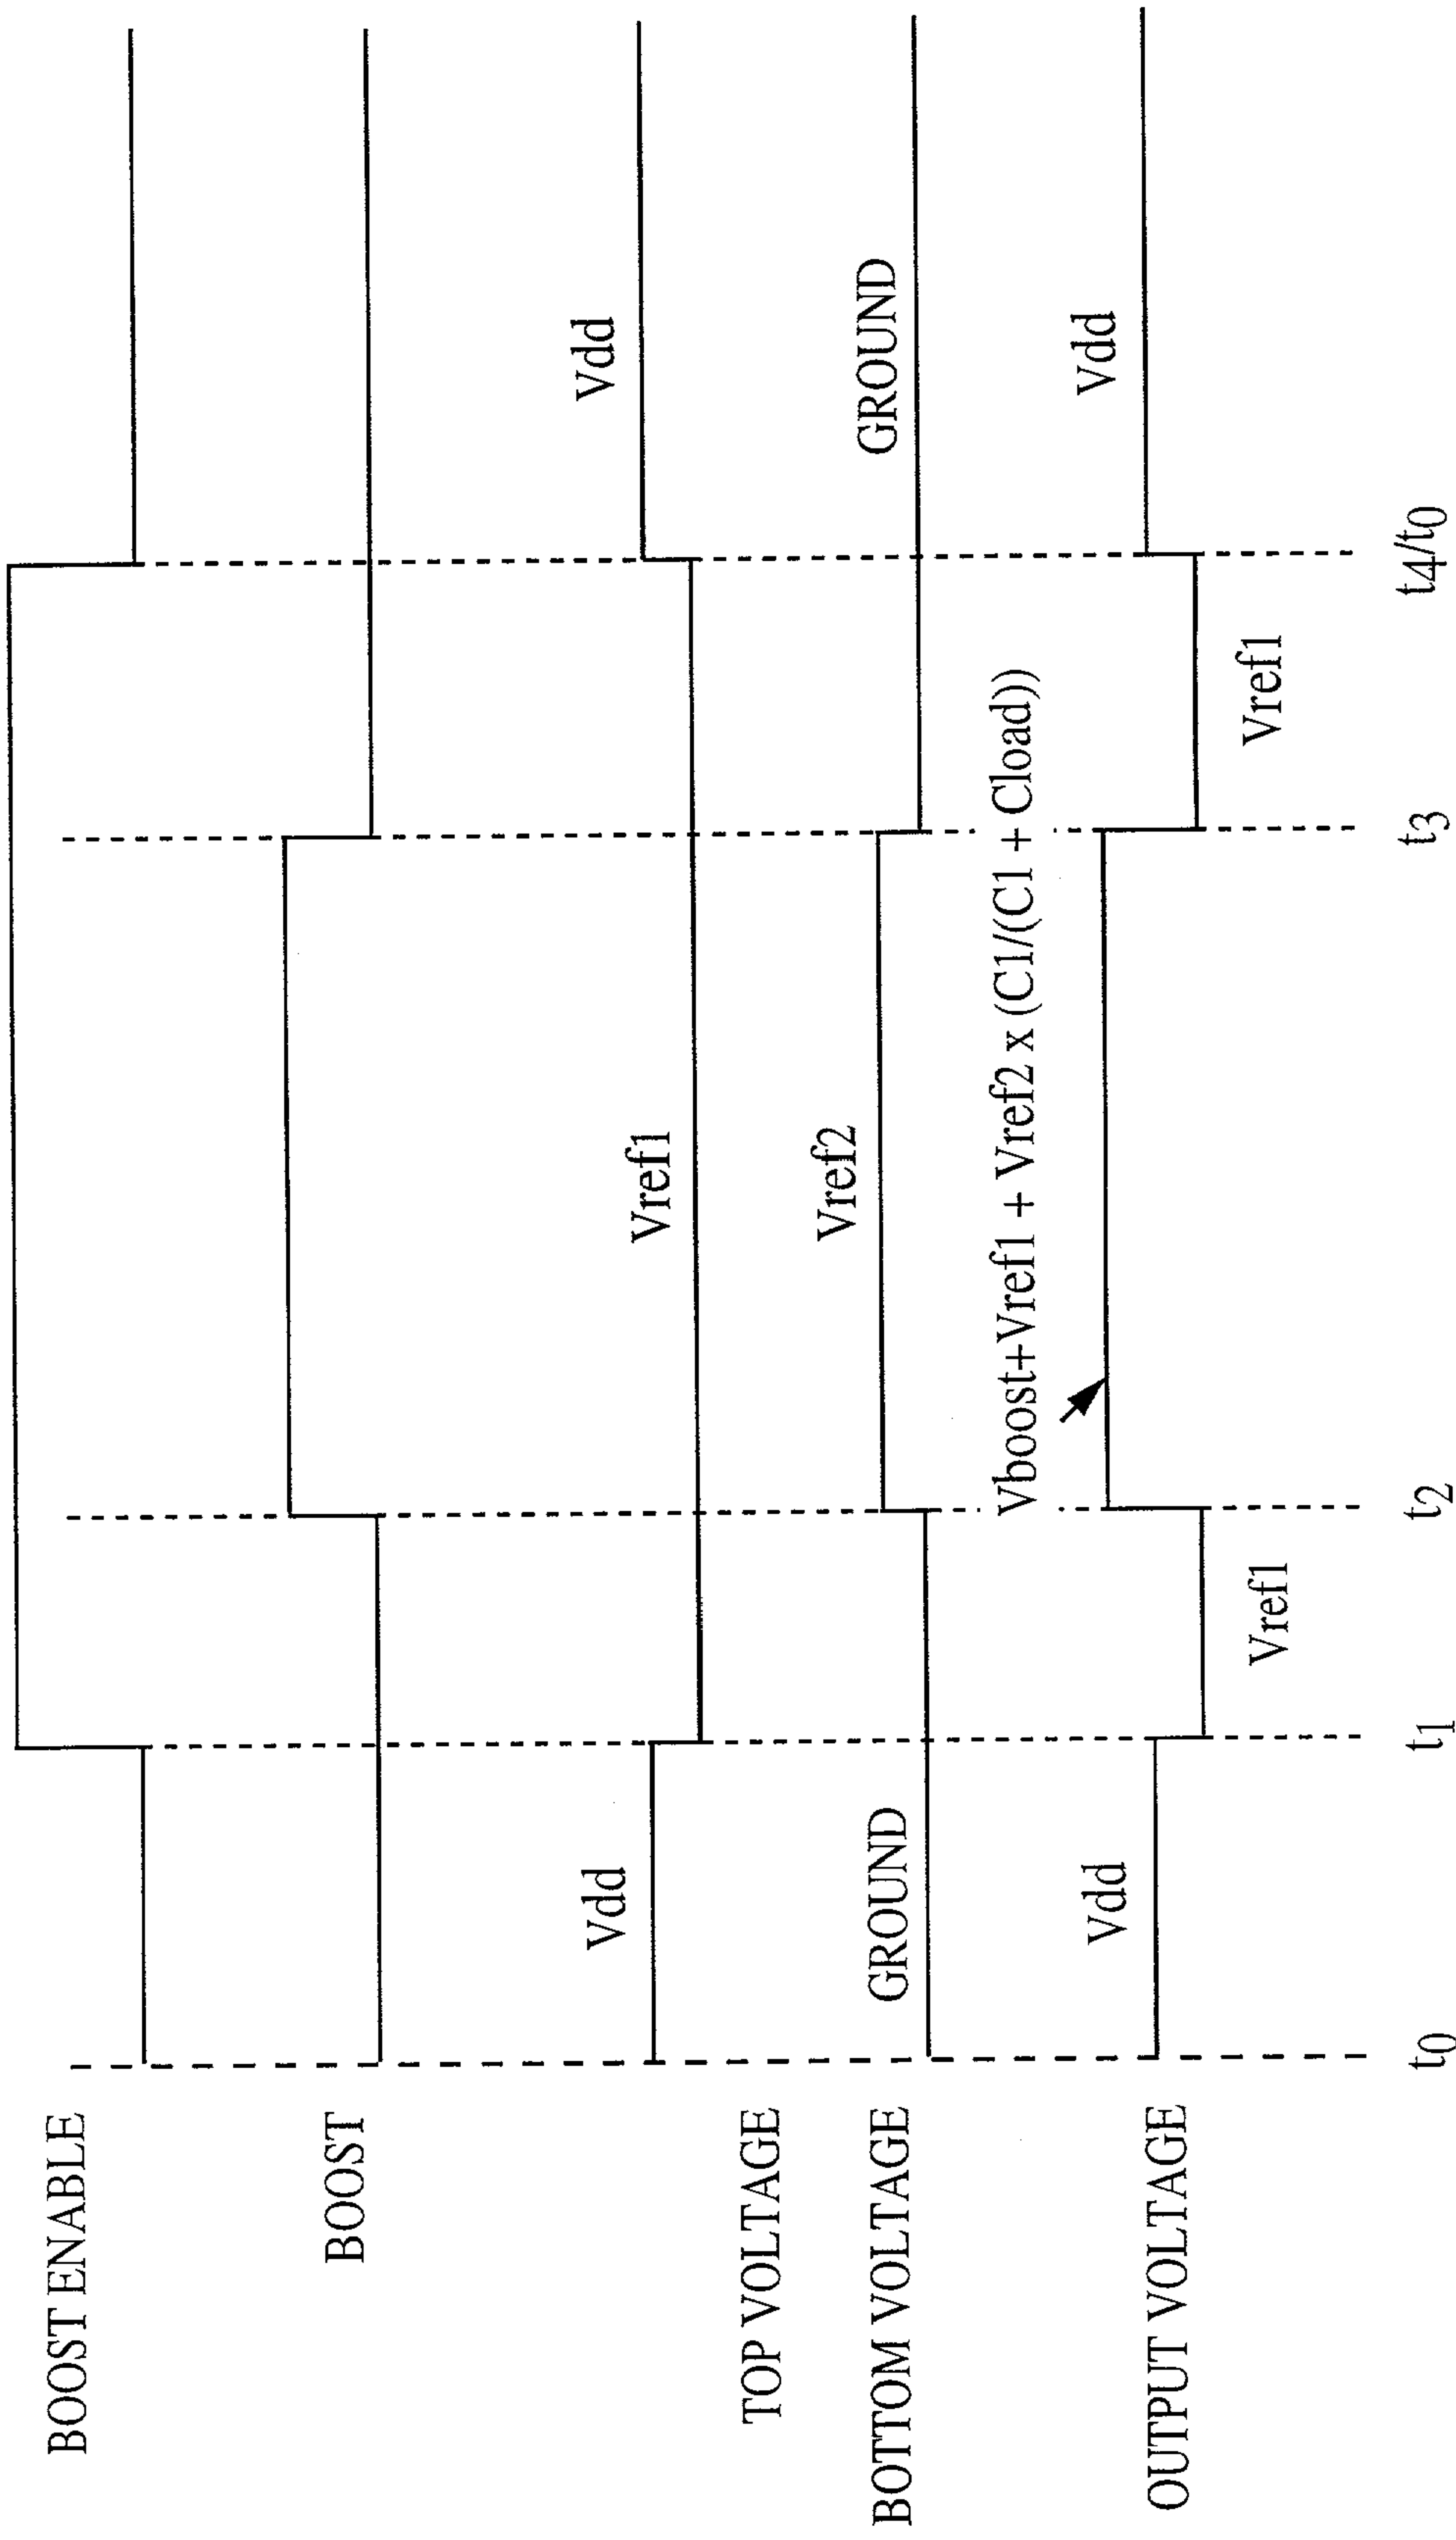 BOOST ENABLE
BOOST
Vdd
Vref1
Vdd
TOP VOLTAGE
Vref2
BOTTOM VOLTAGE
GROUND
GROUND
Vboost+Vref1 + Vref2 x (C1/(C1 + Cload))
Vdd
Vdd
OUTPUT VOLTAGE
Vref1
Vref1
t0
t1
t2
t3
t4/t0